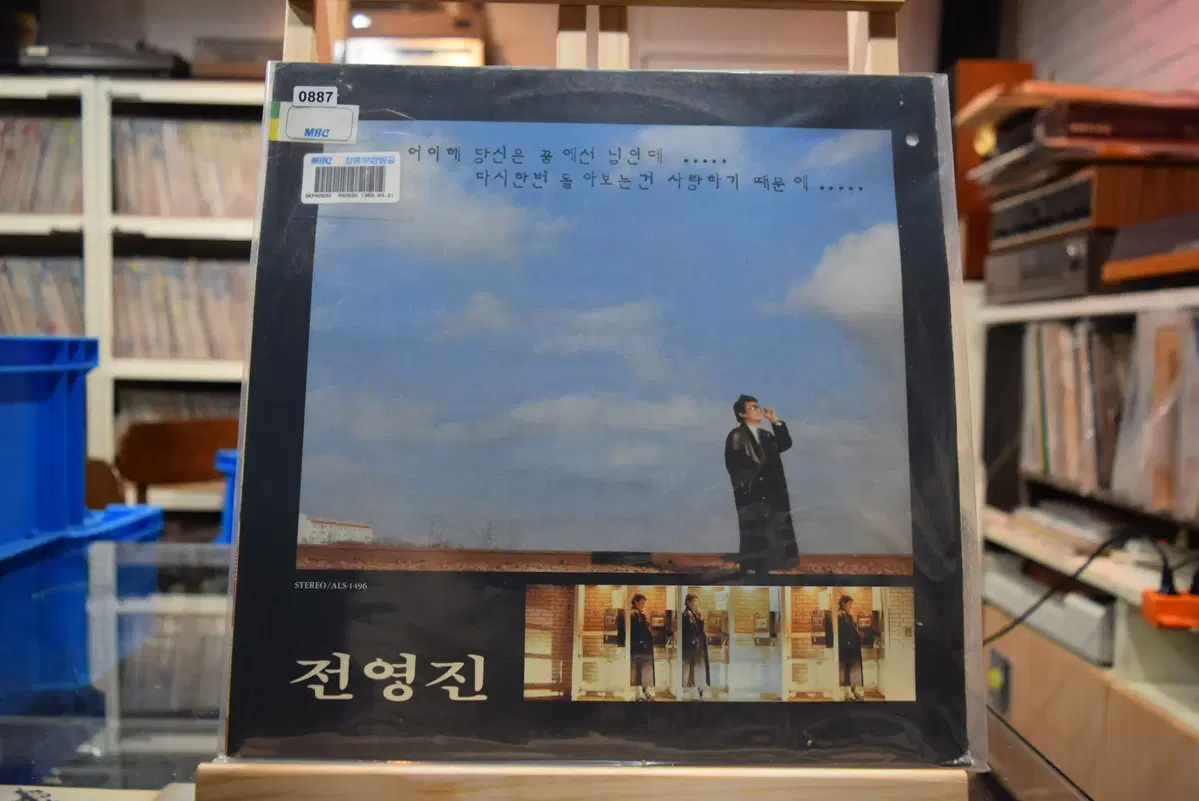 0887
MBC
MBC
어이해 당신은 꿈에선 님인데 .....
다시한번 돌아보는건 사랑하기 때문에 .....
STEREO/ALS-1496
전영진